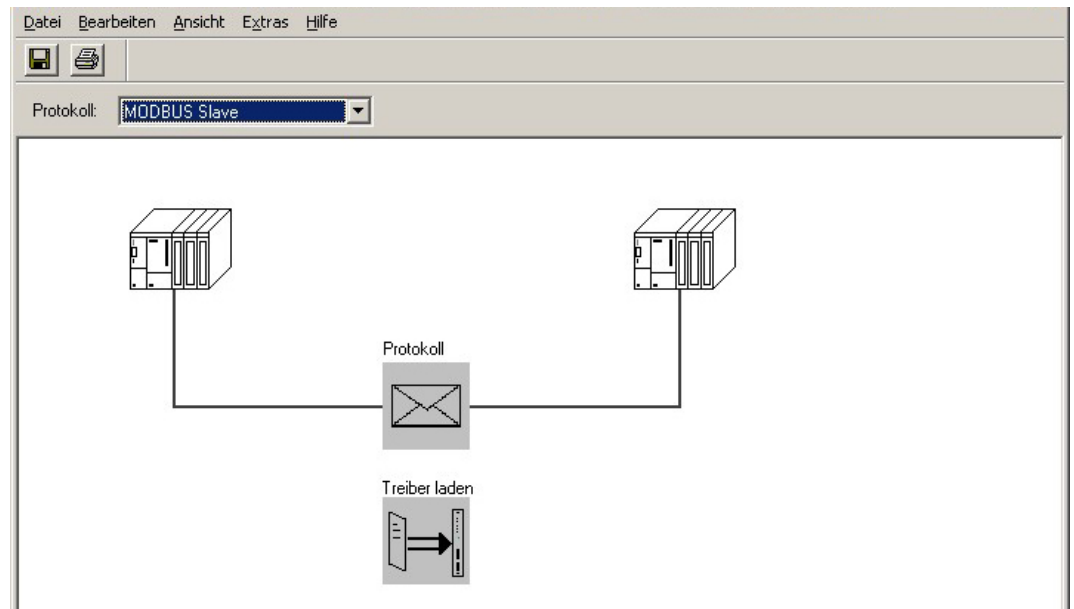 Datei Bearbeiten Ansicht Extras Hilfe
Protokoll: MODBUS Slave
Protokoll
Treiber laden